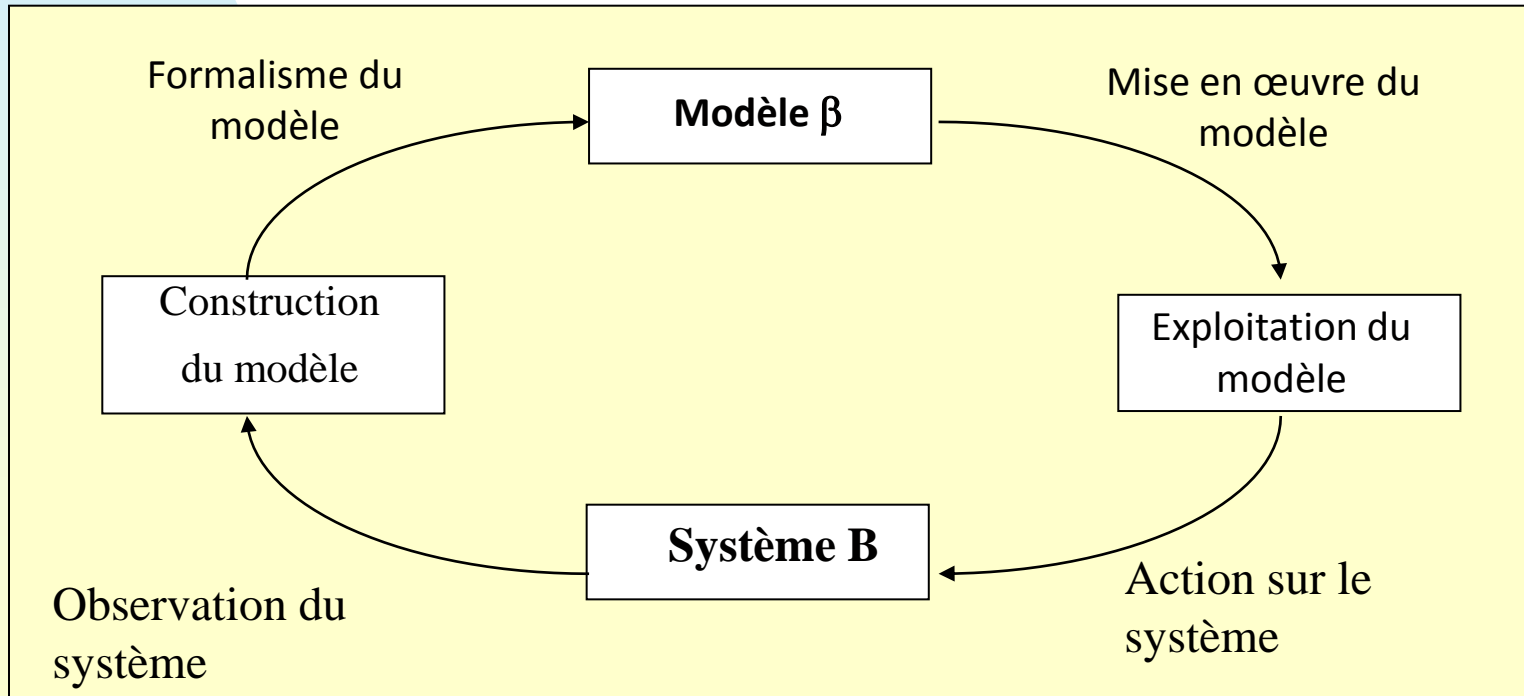 Formalisme du
modèle
Modèle β
Mise en œuvre du
modèle
Construction
du modèle
Exploitation du
modèle
Système B
Observation du
système
Action sur le
système